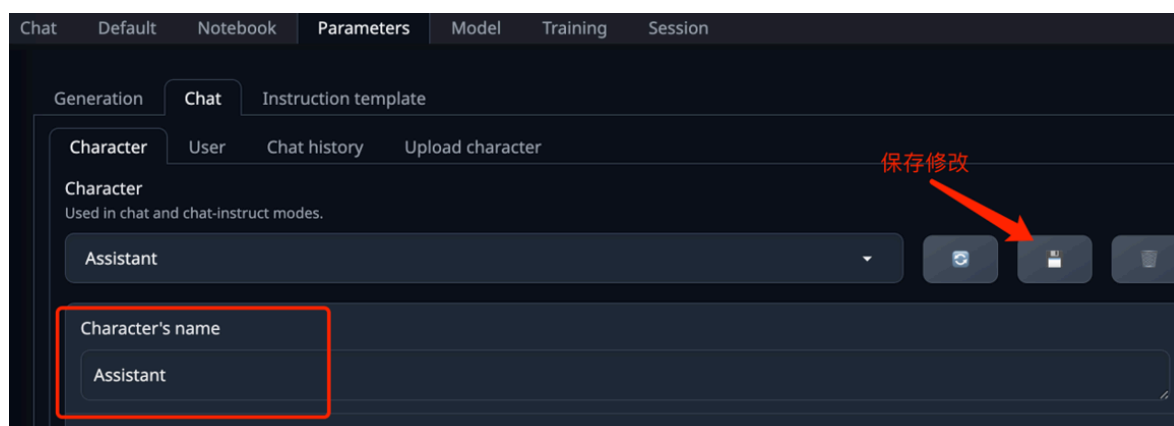 Chat Default Notebook Parameters Model Training Session
Generation Chat Instruction template
Character User Chat history Upload character
保存修改
Character
Used in chat and chat-instruct modes.
Assistant
Character's name
Assistant